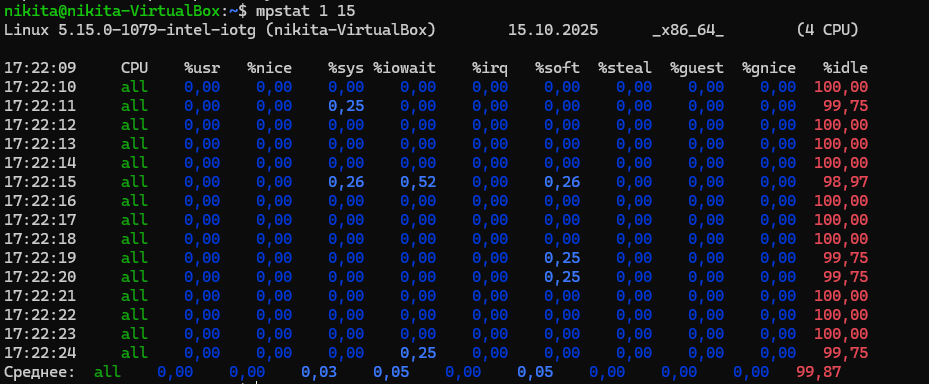 nikita@nikita-VirtualBox:~$ mpstat 1 15
Linux 5.15.0-1079-intel-iotg (nikita-VirtualBox) 15.10.2025 _x86_64_ (4 CPU)
17:22:09 CPU %usr %nice %sys %iowait %irq %soft %steal %guest %gnice %idle
17:22:10 all 0,00 0,00 0,00 0,00 0,00 0,00 0,00 0,00 0,00 100,00
17:22:11 all 0,00 0,00 0,25 0,00 0,00 0,00 0,00 0,00 0,00 99,75
17:22:12 all 0,00 0,00 0,00 0,00 0,00 0,00 0,00 0,00 0,00 100,00
17:22:13 all 0,00 0,00 0,00 0,00 0,00 0,00 0,00 0,00 0,00 100,00
17:22:14 all 0,00 0,00 0,00 0,00 0,00 0,00 0,00 0,00 0,00 100,00
17:22:15 all 0,00 0,00 0,26 0,52 0,00 0,26 0,00 0,00 0,00 98,97
17:22:16 all 0,00 0,00 0,00 0,00 0,00 0,00 0,00 0,00 0,00 100,00
17:22:17 all 0,00 0,00 0,00 0,00 0,00 0,00 0,00 0,00 0,00 100,00
17:22:18 all 0,00 0,00 0,00 0,00 0,00 0,00 0,00 0,00 0,00 100,00
17:22:19 all 0,00 0,00 0,00 0,00 0,00 0,25 0,00 0,00 0,00 99,75
17:22:20 all 0,00 0,00 0,00 0,00 0,00 0,25 0,00 0,00 0,00 99,75
17:22:21 all 0,00 0,00 0,00 0,00 0,00 0,00 0,00 0,00 0,00 100,00
17:22:22 all 0,00 0,00 0,00 0,00 0,00 0,00 0,00 0,00 0,00 100,00
17:22:23 all 0,00 0,00 0,00 0,00 0,00 0,00 0,00 0,00 0,00 100,00
17:22:24 all 0,00 0,00 0,00 0,25 0,00 0,00 0,00 0,00 0,00 99,75
Среднее: all 0,00 0,00 0,03 0,05 0,00 0,05 0,00 0,00 0,00 99,87